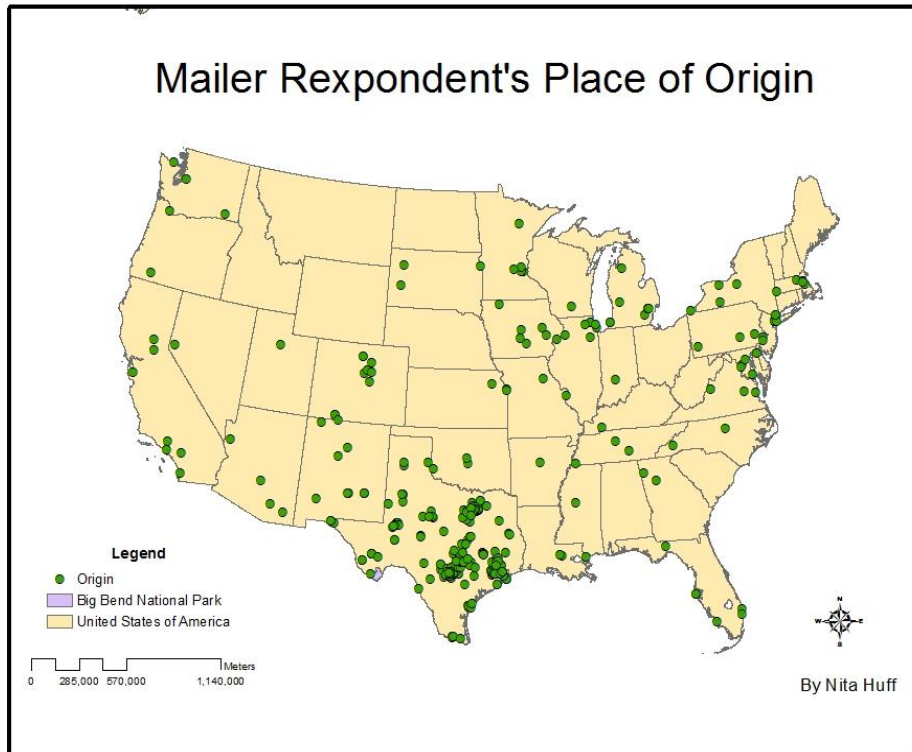 Mailer Rexpondent's Place of Origin
Legend
Origin
Big Bend National Park
United States of America
Meters
0 285,000 570,000 1,140,000
N
W E
S
By Nita Huff